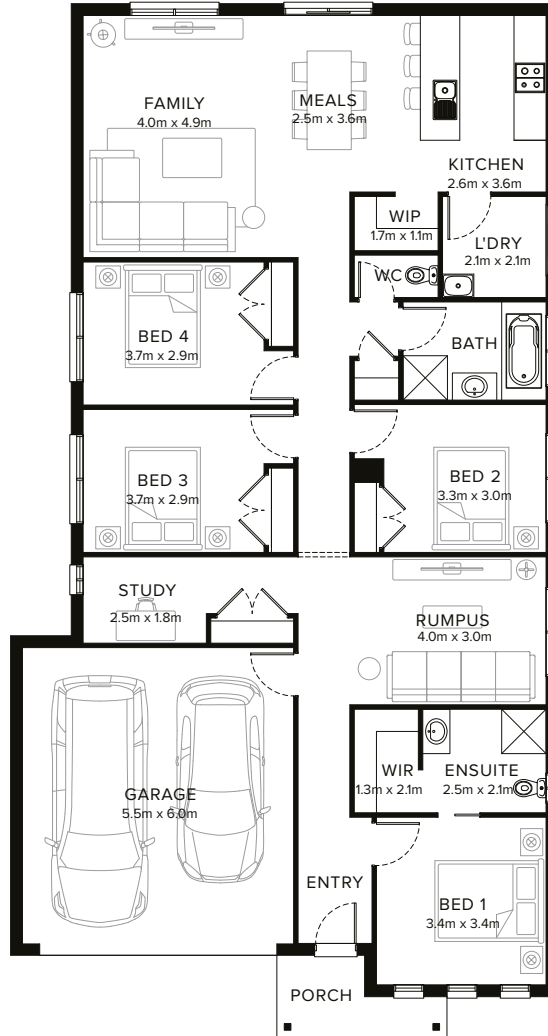 FAMILY
4.0m x 4.9m
MEALS
2.5m x 3.6m
KITCHEN
2.6m x 3.6m
WIP
1.7m x 1.1m
L'DRY
2.1m x 2.1m
WC
BED 4
3.7m x 2.9m
BATH
BED 3
3.7m x 2.9m
BED 2
3.3m x 3.0m
STUDY
2.5m x 1.8m
RUMPUS
4.0m x 3.0m
GARAGE
5.5m x 6.0m
WIR
1.3m x 2.1m
ENSUITE
2.5m x 2.1m
ENTRY
BED 1
3.4m x 3.4m
PORCH